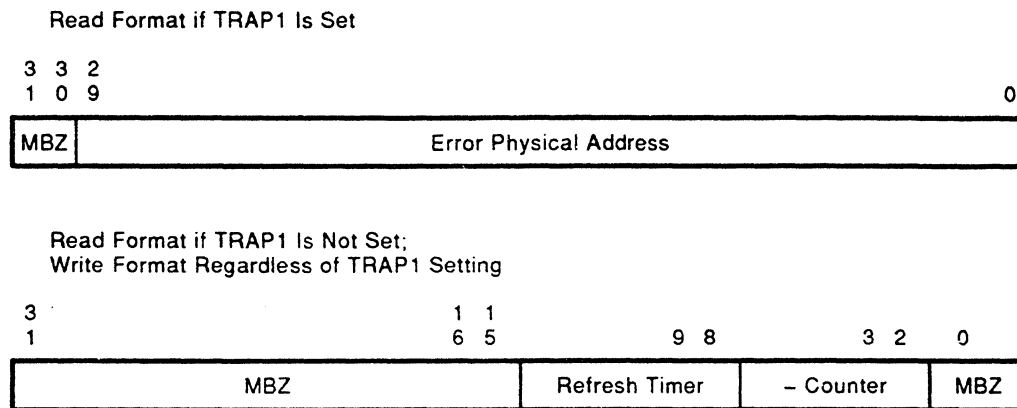 Read Format if TRAP1 Is Set
3 3 2
1 0 9 0
MBZ Error Physical Address
Read Format if TRAP1 Is Not Set;
Write Format Regardless of TRAP1 Setting
3 1 1
1 6 5 9 8 3 2 0
MBZ Refresh Timer – Counter MBZ